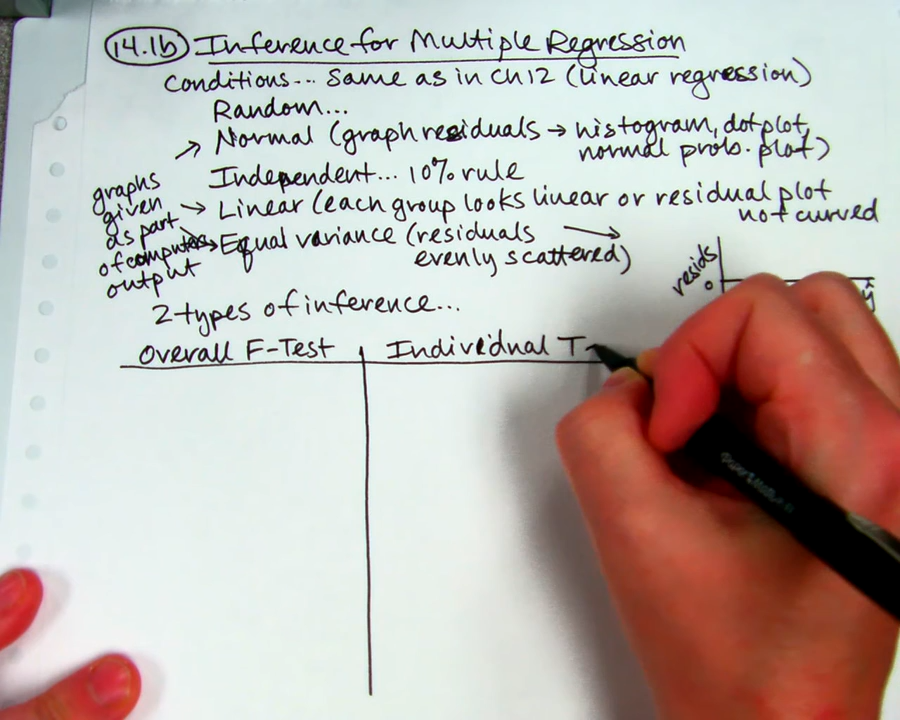 14.1b Inference for Multiple Regression
Conditions... Same as in Ch12 (linear regression)
Random...
Normal (graph residuals → histogram, dotplot,
normal prob. plot)
Independent... 10% rule
graphs
given
as part
of computer
output
Linear (each group looks linear or residual plot
not curved
Equal variance (residuals
evenly scattered)
resids
0
ŷ
2 types of inference...
Overall F-Test
Individual T-